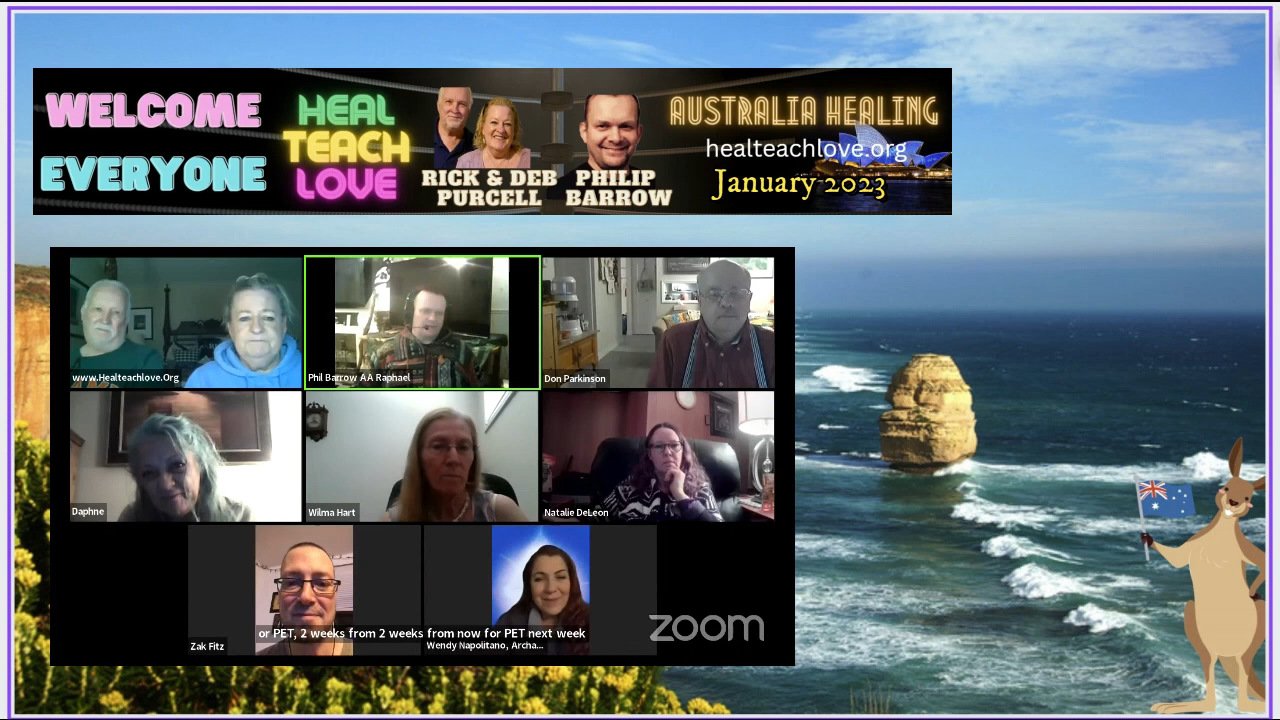 WELCOME
EVERYONE
HEAL
TEACH
LOVE
RICK & DEB
PURCELL
PHILIP
BARROW
AUSTRALIA HEALING
healteachlove.org
January 2023
www.Healteachlove.Org
Phil Barrow AA Raphael
Don Parkinson
Daphne
Wilma Hart
Natalie DeLeon
or PET, 2 weeks from 2 weeks from now for PET next week
Zak Fitz
Wendy Napolitano, Archa...
zoom